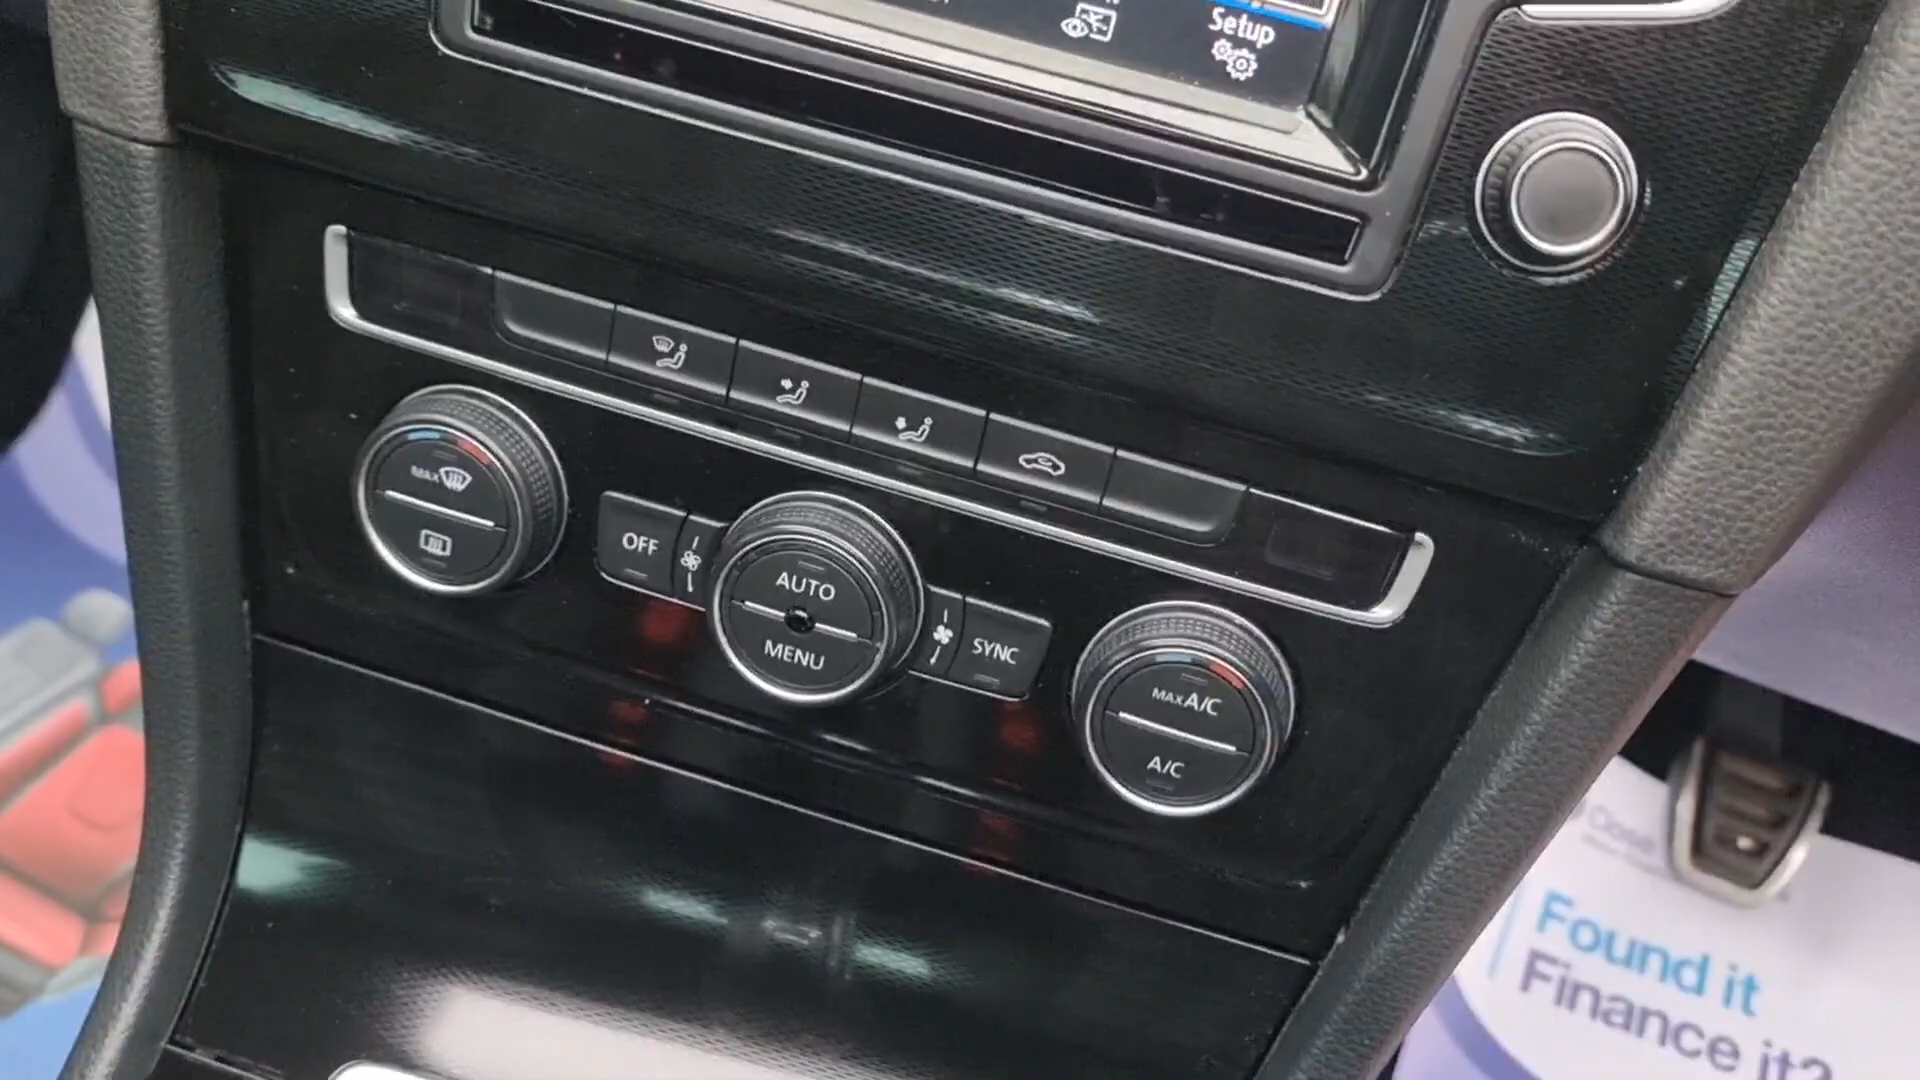 Setup
MAX
OFF
AUTO
MENU
SYNC
MAX A/C
A/C
Found it
Finance it?